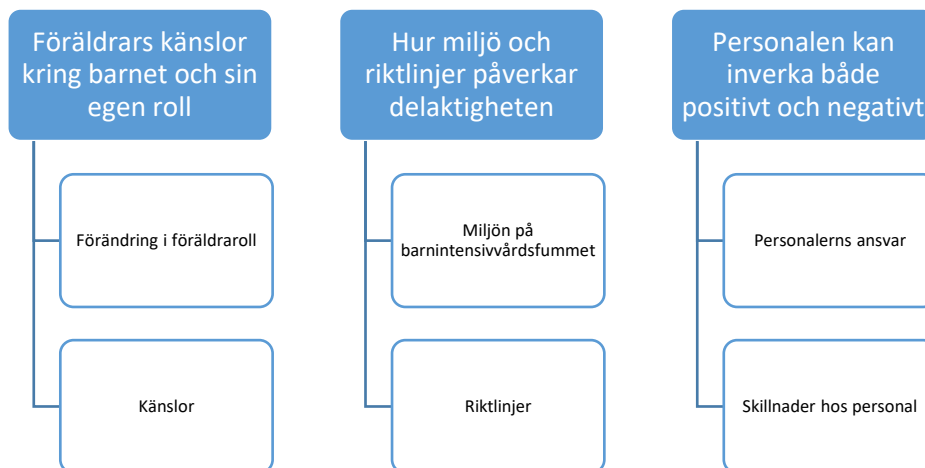 Föräldrars känslor
kring barnet och sin
egen roll
Förändring i föräldraroll
Känslor
Hur miljö och
riktlinjer påverkar
delaktigheten
Miljön på
barnintensivvårdsfummet
Riktlinjer
Personalen kan
inverka både
positivt och negativt
Personalerns ansvar
Skillnader hos personal